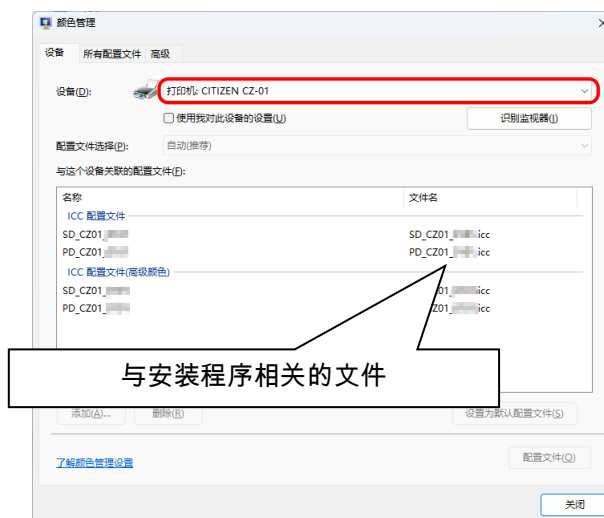 颜色管理
设备 所有配置文件 高级
设备(D): 打印机: CITIZEN CZ-01
使用我对此设备的设置(U) 识别监视器(I)
配置文件选择(P): 自动(推荐)
与这个设备关联的配置文件(F):
名称 文件名
ICC 配置文件
SD_CZ01_ SD_CZ01_ icc
PD_CZ01_ PD_CZ01_ icc
ICC 配置文件(高级颜色)
SD_CZ01_ 01_ icc
PD_CZ01_ Z01_ icc
与安装程序相关的文件
添加(A)... 删除(R) 设置为默认配置文件(S)
了解颜色管理设置 配置文件(O)
关闭